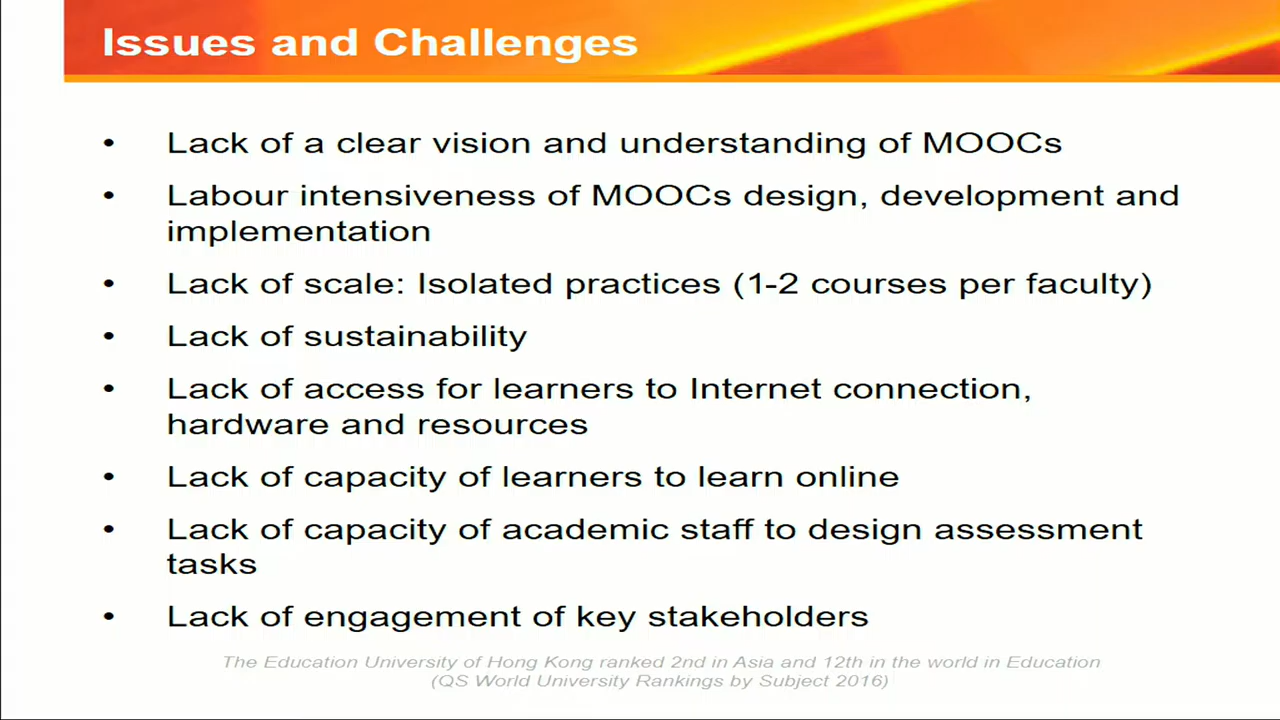 Issues and Challenges
• Lack of a clear vision and understanding of MOOCs
• Labour intensiveness of MOOCs design, development and
implementation
• Lack of scale: Isolated practices (1-2 courses per faculty)
• Lack of sustainability
• Lack of access for learners to Internet connection,
hardware and resources
• Lack of capacity of learners to learn online
• Lack of capacity of academic staff to design assessment
tasks
• Lack of engagement of key stakeholders
The Education University of Hong Kong ranked 2nd in Asia and 12th in the world in Education
(QS World University Rankings by Subject 2016)